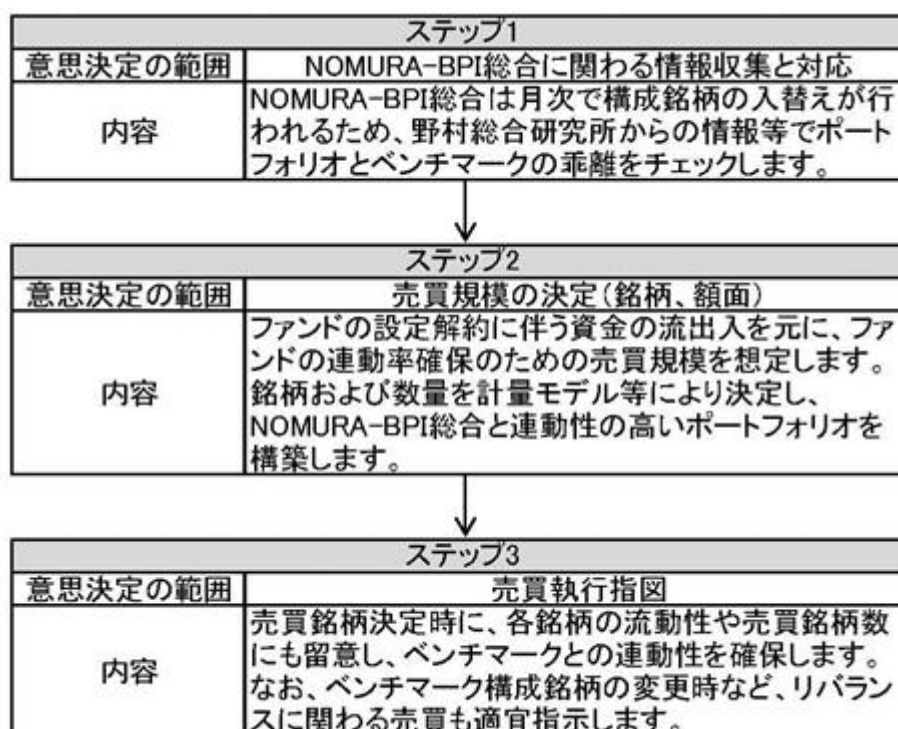 ステップ1
意思決定の範囲 NOMURA-BPI総合に関わる情報収集と対応
内容
NOMURA-BPI総合は月次で構成銘柄の入替えが行
われるため、野村総合研究所からの情報等でポート
フォリオとベンチマークの乖離をチェックします。
ステップ2
意思決定の範囲 売買規模の決定(銘柄、額面)
内容
ファンドの設定解約に伴う資金の流出入を元に、ファ
ンドの連動率確保のための売買規模を想定します。
銘柄および数量を計量モデル等により決定し、
NOMURA-BPI総合と連動性の高いポートフォリオを
構築します。
ステップ3
意思決定の範囲 売買執行指図
内容
売買銘柄決定時に、各銘柄の流動性や売買銘柄数
にも留意し、ベンチマークとの連動性を確保します。
なお、ベンチマーク構成銘柄の変更時など、リバラン
スに関わる売買も適宜指示します。